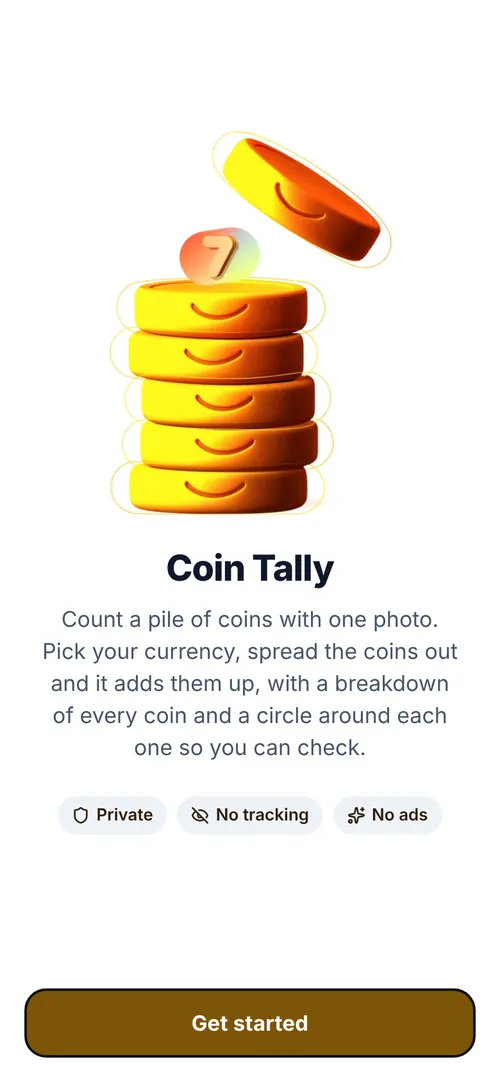 7
Coin Tally
Count a pile of coins with one photo.
Pick your currency, spread the coins out
and it adds them up, with a breakdown
of every coin and a circle around each
one so you can check.
Private
No tracking
No ads
Get started